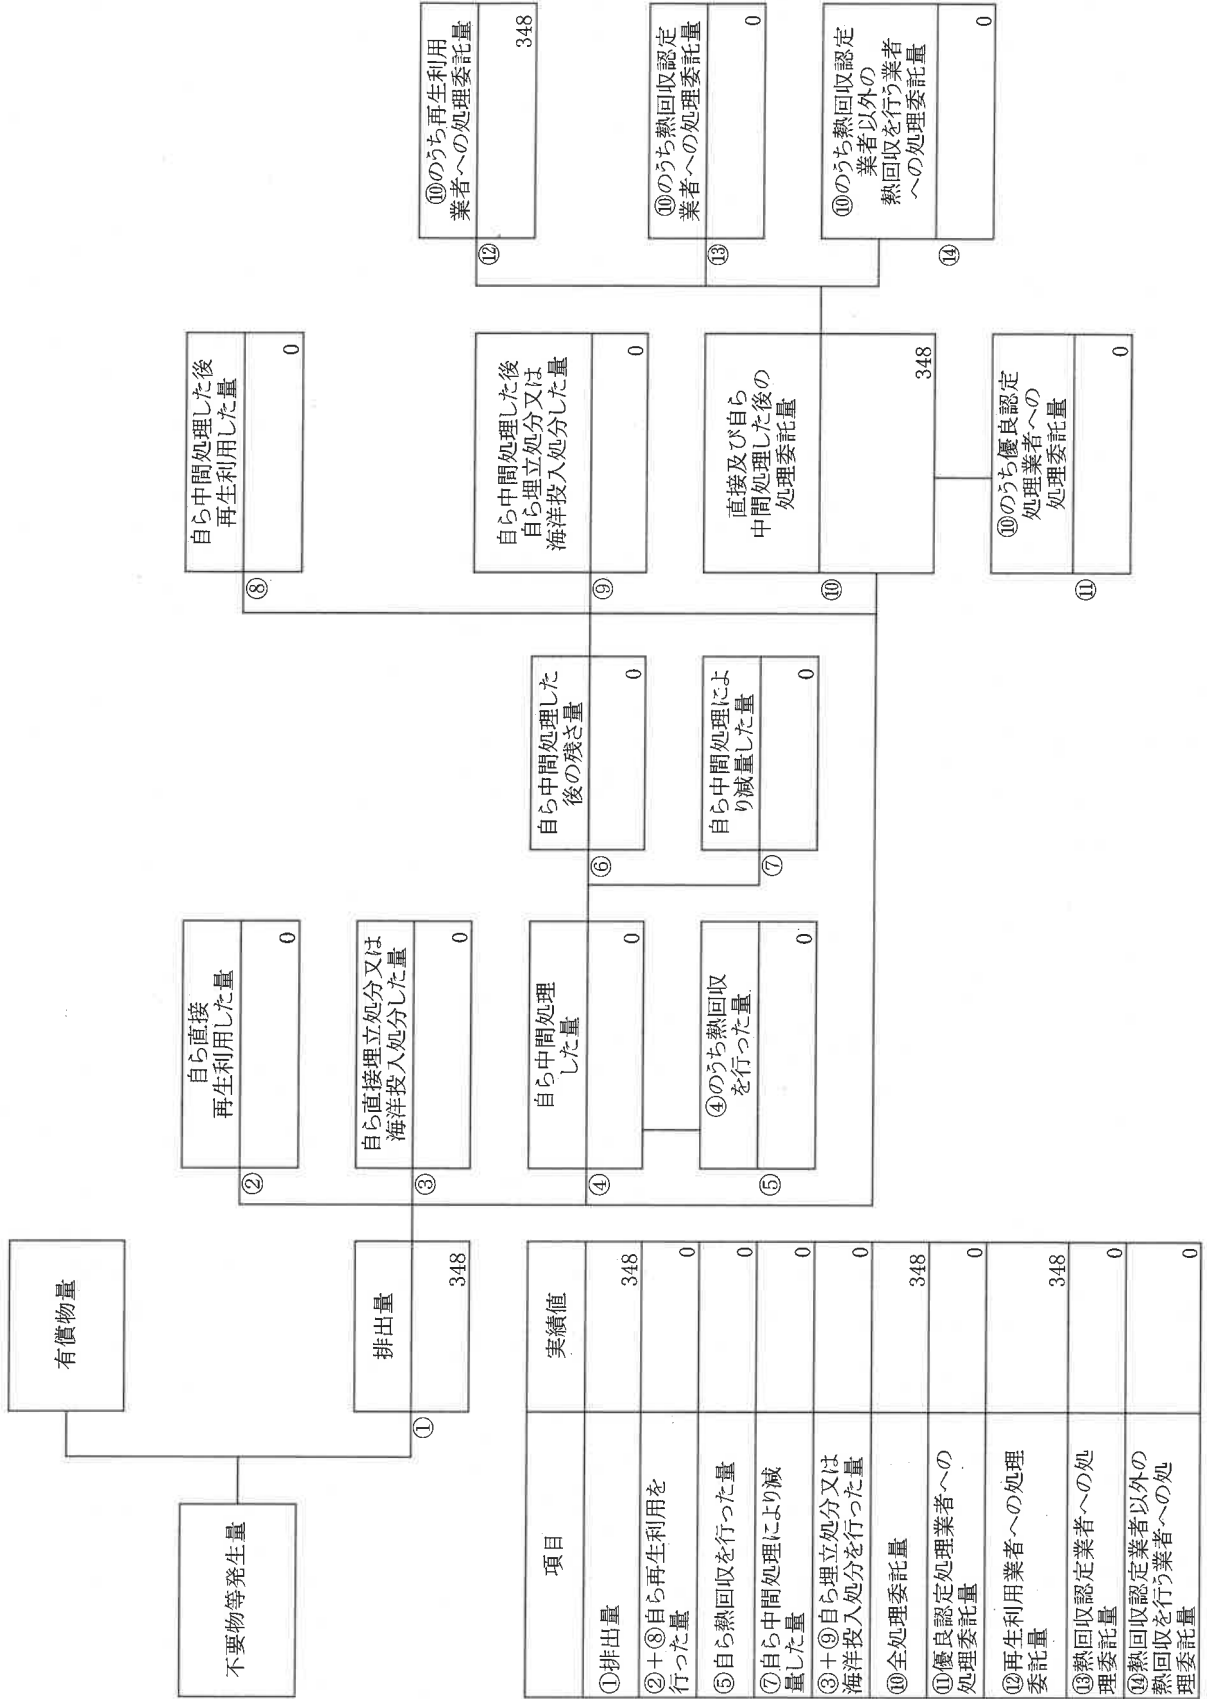 不要物等発生量
有償物量
①
排出量
348
②
自ら直接
再生利用した量
0
③
自ら直接埋立処分又は
海洋投入処分した量
0
④
自ら中間処理
した量
0
⑤
④のうち熱回収
を行った量
0
⑥
自ら中間処理した
後の残さ量
0
⑦
自ら中間処理によ
り減量した量
0
⑧
自ら中間処理した後
再生利用した量
0
⑨
自ら中間処理した後
自ら埋立処分又は
海洋投入処分した量
0
⑩
直接及び自ら
中間処理した後の
処理委託量
348
⑪
⑩のうち優良認定
処理業者への
処理委託量
0
⑫
⑩のうち再生利用
業者への処理委託量
348
⑬
⑩のうち熱回収認定
業者への処理委託量
0
⑭
⑩のうち熱回収認定
業者以外の
熱回収を行う業者
への処理委託量
0
項目
実績値
①排出量
348
②+⑧自ら再生利用を
行った量
0
⑤自ら熱回収を行った量
0
⑦自ら中間処理により減
量した量
0
③+⑨自ら埋立処分又は
海洋投入処分を行った量
0
⑩全処理委託量
348
⑪優良認定処理業者への
処理委託量
0
⑫再生利用業者への処理
委託量
348
⑬熱回収認定業者への処
理委託量
0
⑭熱回収認定業者以外の
熱回収を行う業者への処
理委託量
0